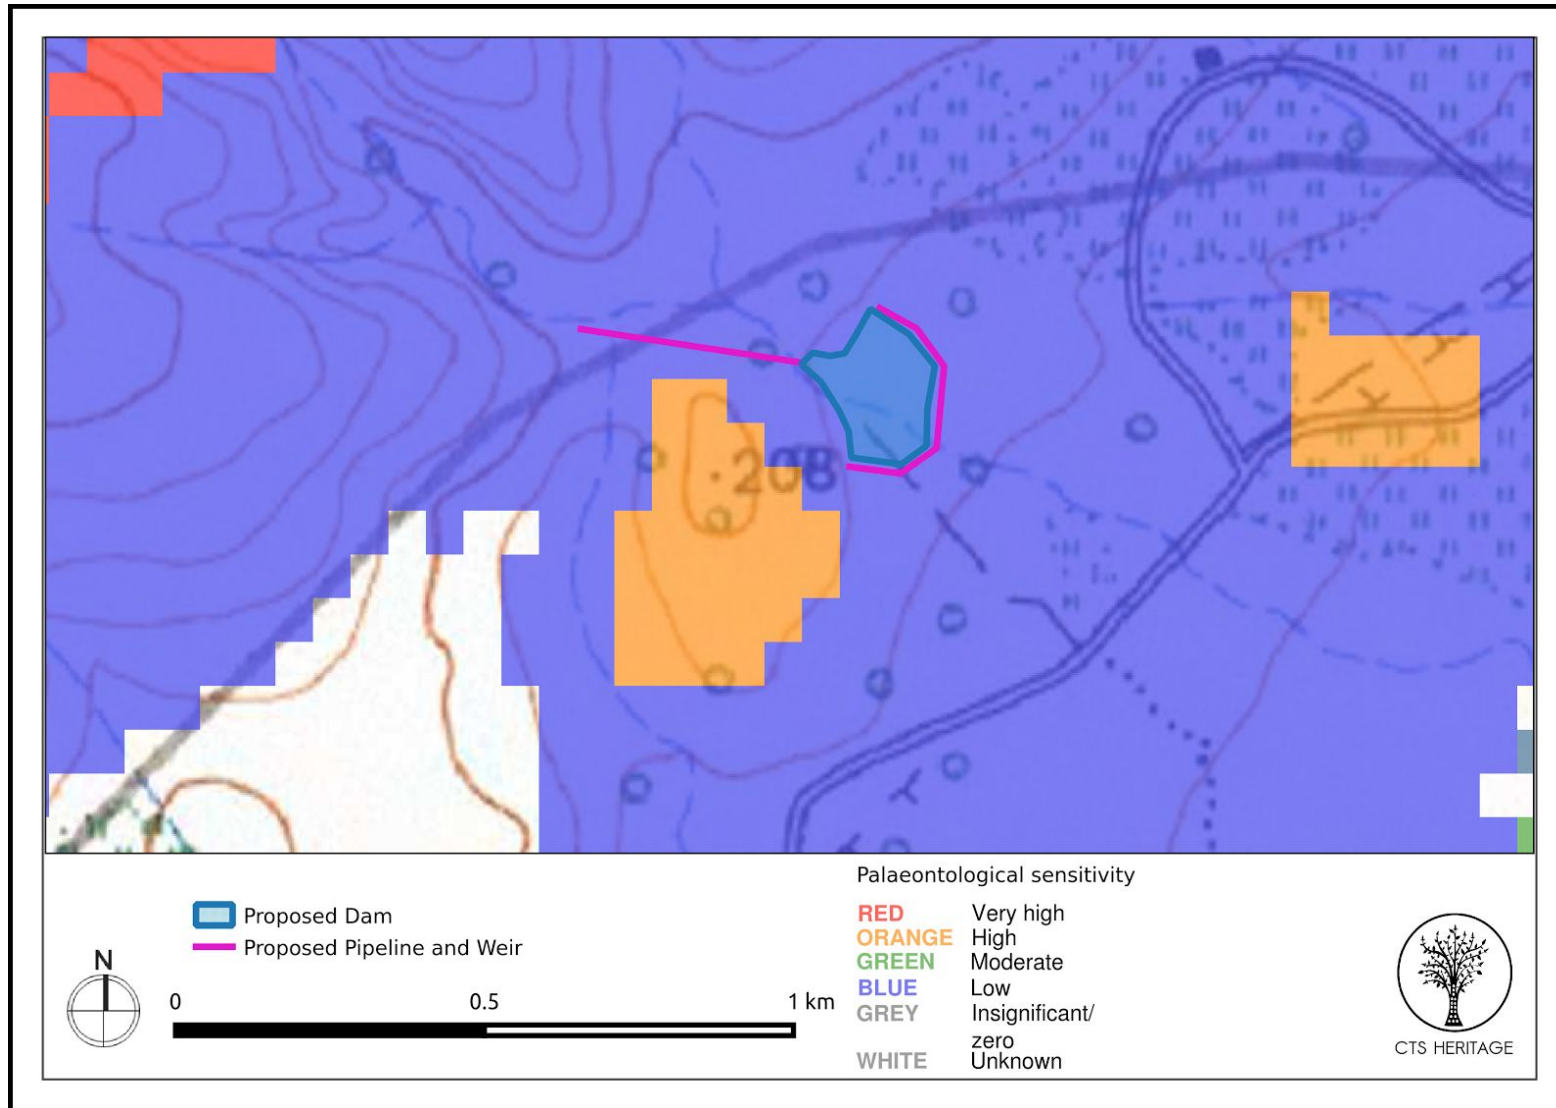 208
Proposed Dam
Proposed Pipeline and Weir
N
0 0.5 1 km
Palaeontological sensitivity
RED Very high
ORANGE High
GREEN Moderate
BLUE Low
GREY Insignificant/
zero
WHITE Unknown
CTS HERITAGE